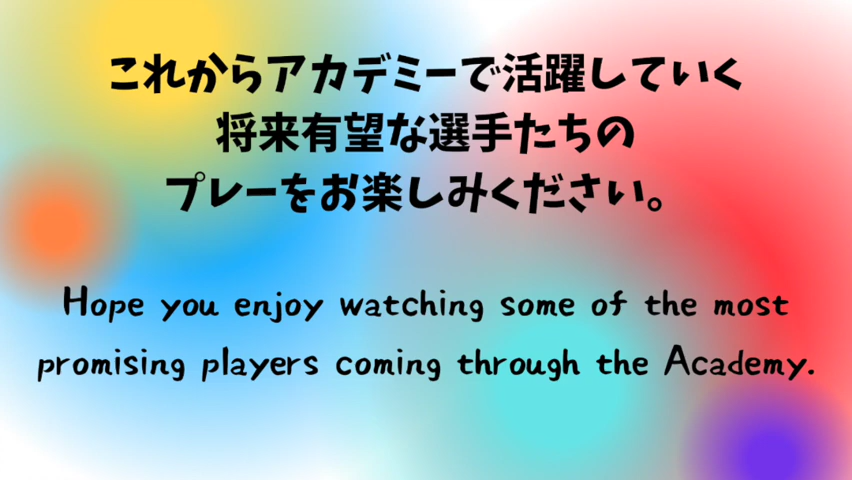 これからアカデミーで活躍していく
将来有望な選手たちの
プレーをお楽しみください。
Hope you enjoy watching some of the most
promising players coming through the Academy.